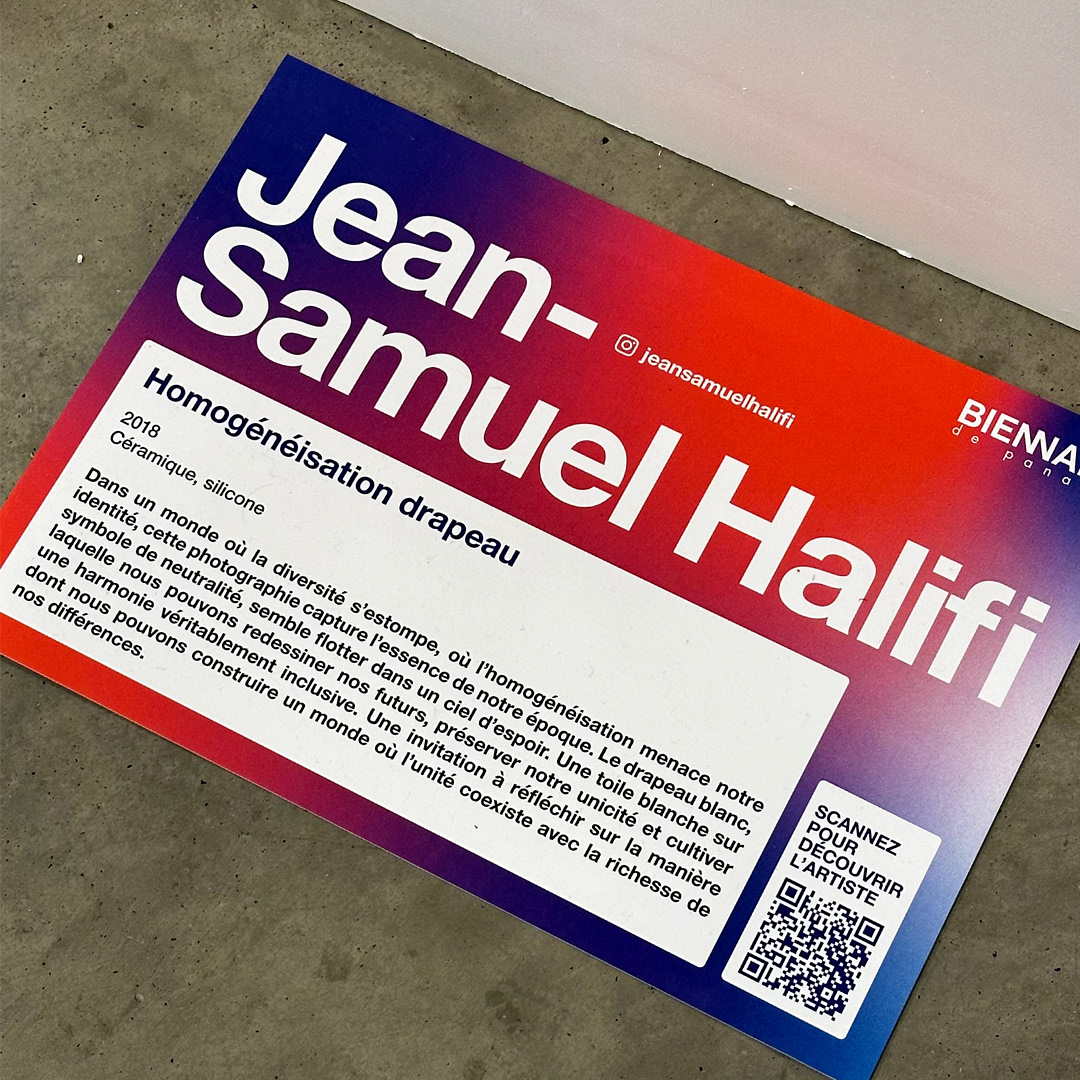 Jean-
Samuel Halifi
jeansamuelhalifi
BIENNA
de pana
Homogénéisation drapeau
2018
Céramique, silicone
Dans un monde où la diversité s’estompe, où l’homogénéisation menace notre
identité, cette photographie capture l’essence de notre époque. Le drapeau blanc,
symbole de neutralité, semble flotter dans un ciel d’espoir. Une toile blanche sur
laquelle nous pouvons redessiner nos futurs, préserver notre unicité et cultiver
une harmonie véritablement inclusive. Une invitation à réfléchir sur la manière
dont nous pouvons construire un monde où l’unité coexiste avec la richesse de
nos différences.
SCANNEZ
POUR
DÉCOUVRIR
L’ARTISTE